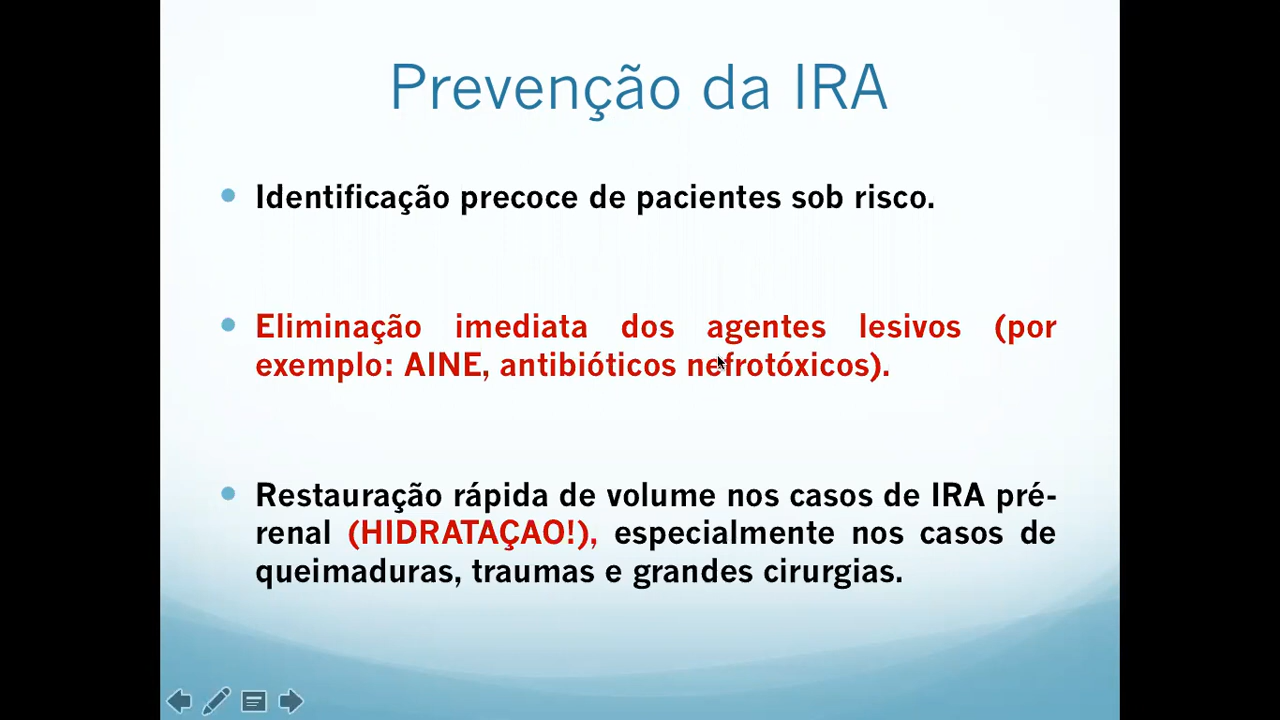 Prevenção da IRA
Identificação precoce de pacientes sob risco.
Eliminação imediata dos agentes lesivos (por
exemplo: AINE, antibióticos nefrotóxicos).
Restauração rápida de volume nos casos de IRA pré-
renal (HIDRATAÇAO!), especialmente nos casos de
queimaduras, traumas e grandes cirurgias.